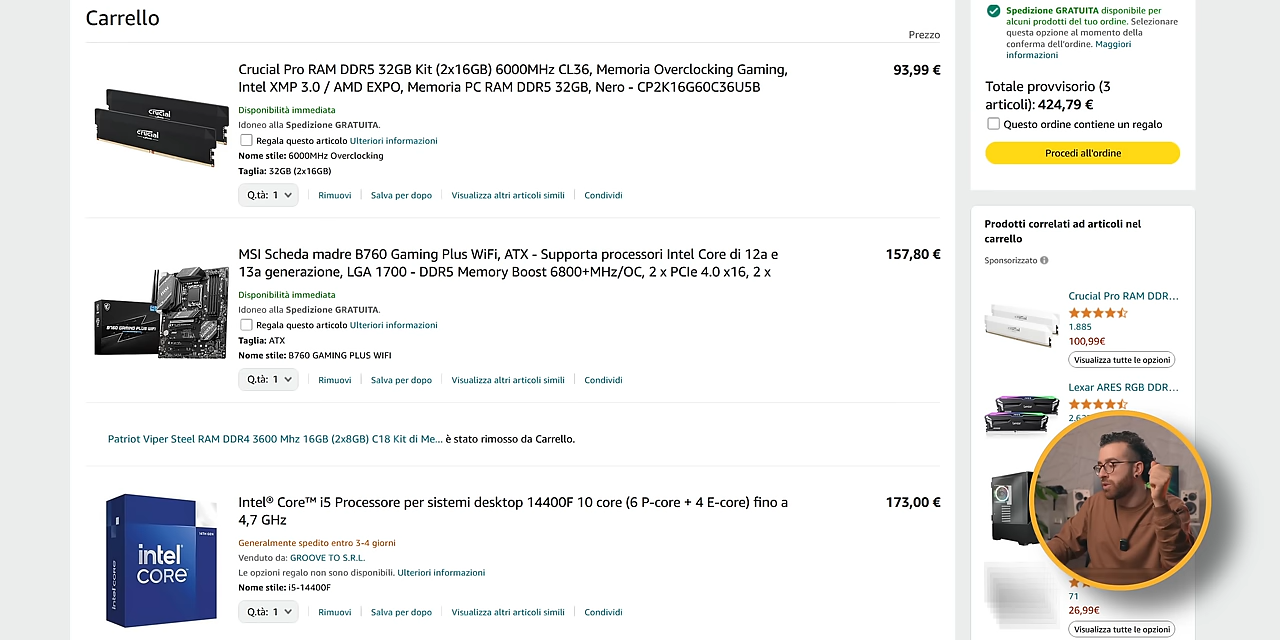 Carrello
Prezzo
Crucial Pro RAM DDR5 32GB Kit (2x16GB) 6000MHz CL36, Memoria Overclocking Gaming,
Intel XMP 3.0 / AMD EXPO, Memoria PC RAM DDR5 32GB, Nero - CP2K16G60C36U5B
93,99 €
Disponibilità immediata
Idoneo alla Spedizione GRATUITA.
Regala questo articolo Ulteriori informazioni
Nome stile: 6000MHz Overclocking
Taglia: 32GB (2x16GB)
Q.tà: 1
Rimuovi
Salva per dopo
Visualizza altri articoli simili
Condividi
crucial
crucial
MSI Scheda madre B760 Gaming Plus WiFi, ATX - Supporta processori Intel Core di 12a e
13a generazione, LGA 1700 - DDR5 Memory Boost 6800+MHz/OC, 2 x PCIe 4.0 x16, 2 x
157,80 €
Disponibilità immediata
Idoneo alla Spedizione GRATUITA.
Regala questo articolo Ulteriori informazioni
Taglia: ATX
Nome stile: B760 GAMING PLUS WIFI
Q.tà: 1
Rimuovi
Salva per dopo
Visualizza altri articoli simili
Condividi
B760 GAMING PLUS WIFI
Patriot Viper Steel RAM DDR4 3600 Mhz 16GB (2x8GB) C18 Kit di Me... è stato rimosso da Carrello.
Intel® Core™ i5 Processore per sistemi desktop 14400F 10 core (6 P-core + 4 E-core) fino a
4,7 GHz
173,00 €
Generalmente spedito entro 3-4 giorni
Venduto da: GROOVE TO S.R.L.
Le opzioni regalo non sono disponibili. Ulteriori informazioni
Nome stile: i5-14400F
Q.tà: 1
Rimuovi
Salva per dopo
Visualizza altri articoli simili
Condividi
intel
CORE
intel CORE
Spedizione GRATUITA disponibile per
alcuni prodotti del tuo ordine. Selezionare
questa opzione al momento della
conferma dell'ordine. Maggiori
informazioni
Totale provvisorio (3
articoli): 424,79 €
Questo ordine contiene un regalo
Procedi all'ordine
Prodotti correlati ad articoli nel
carrello
Sponsorizzato
Crucial Pro RAM DDR...
1.885
100,99€
Visualizza tutte le opzioni
Lexar ARES RGB DDR...
71
26,99€
Visualizza tutte le opzioni